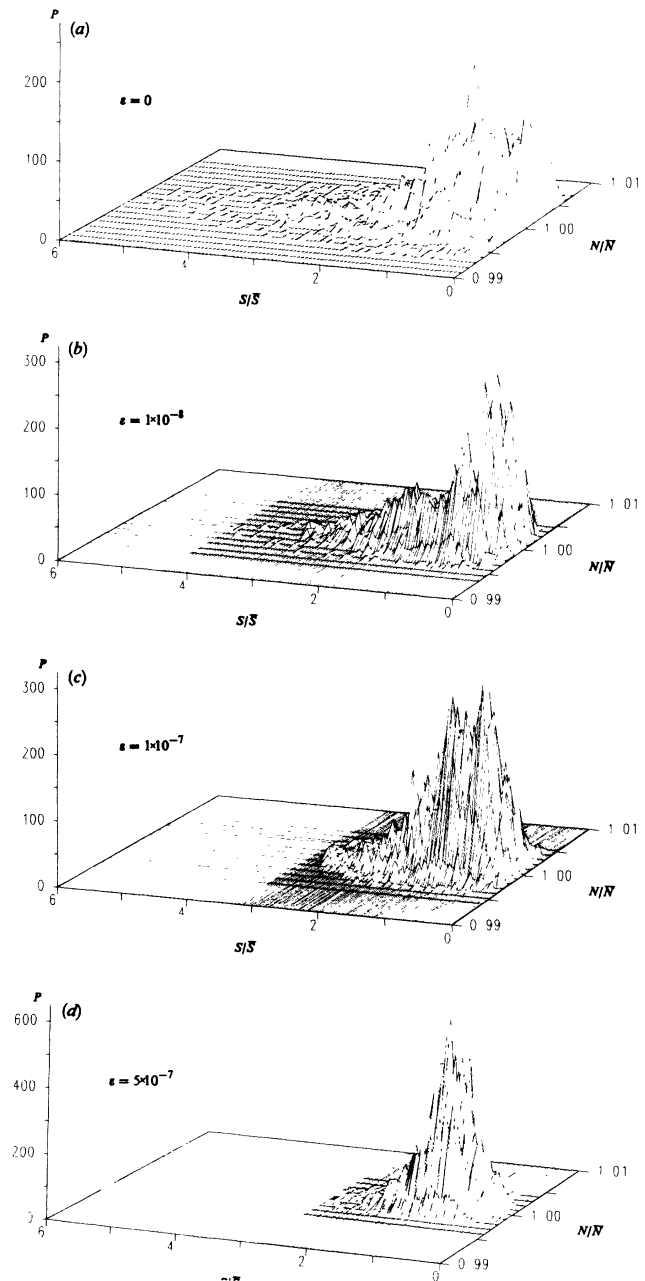 P
(a)
200
ε = 0
100
0
6
4
2
0
S/S̅
1 01
1 00
0 99
N/N̅
P
(b)
300
200
ε = 1×10⁻⁸
100
0
6
4
2
0
S/S̅
1 01
1 00
0 99
N/N̅
P
(c)
300
200
ε = 1×10⁻⁷
100
0
6
4
2
0
S/S̅
1 01
1 00
0 99
N/N̅
P
(d)
600
400
ε = 5×10⁻⁷
200
6
4
2
0
1 01
1 00
0 99
N/N̅